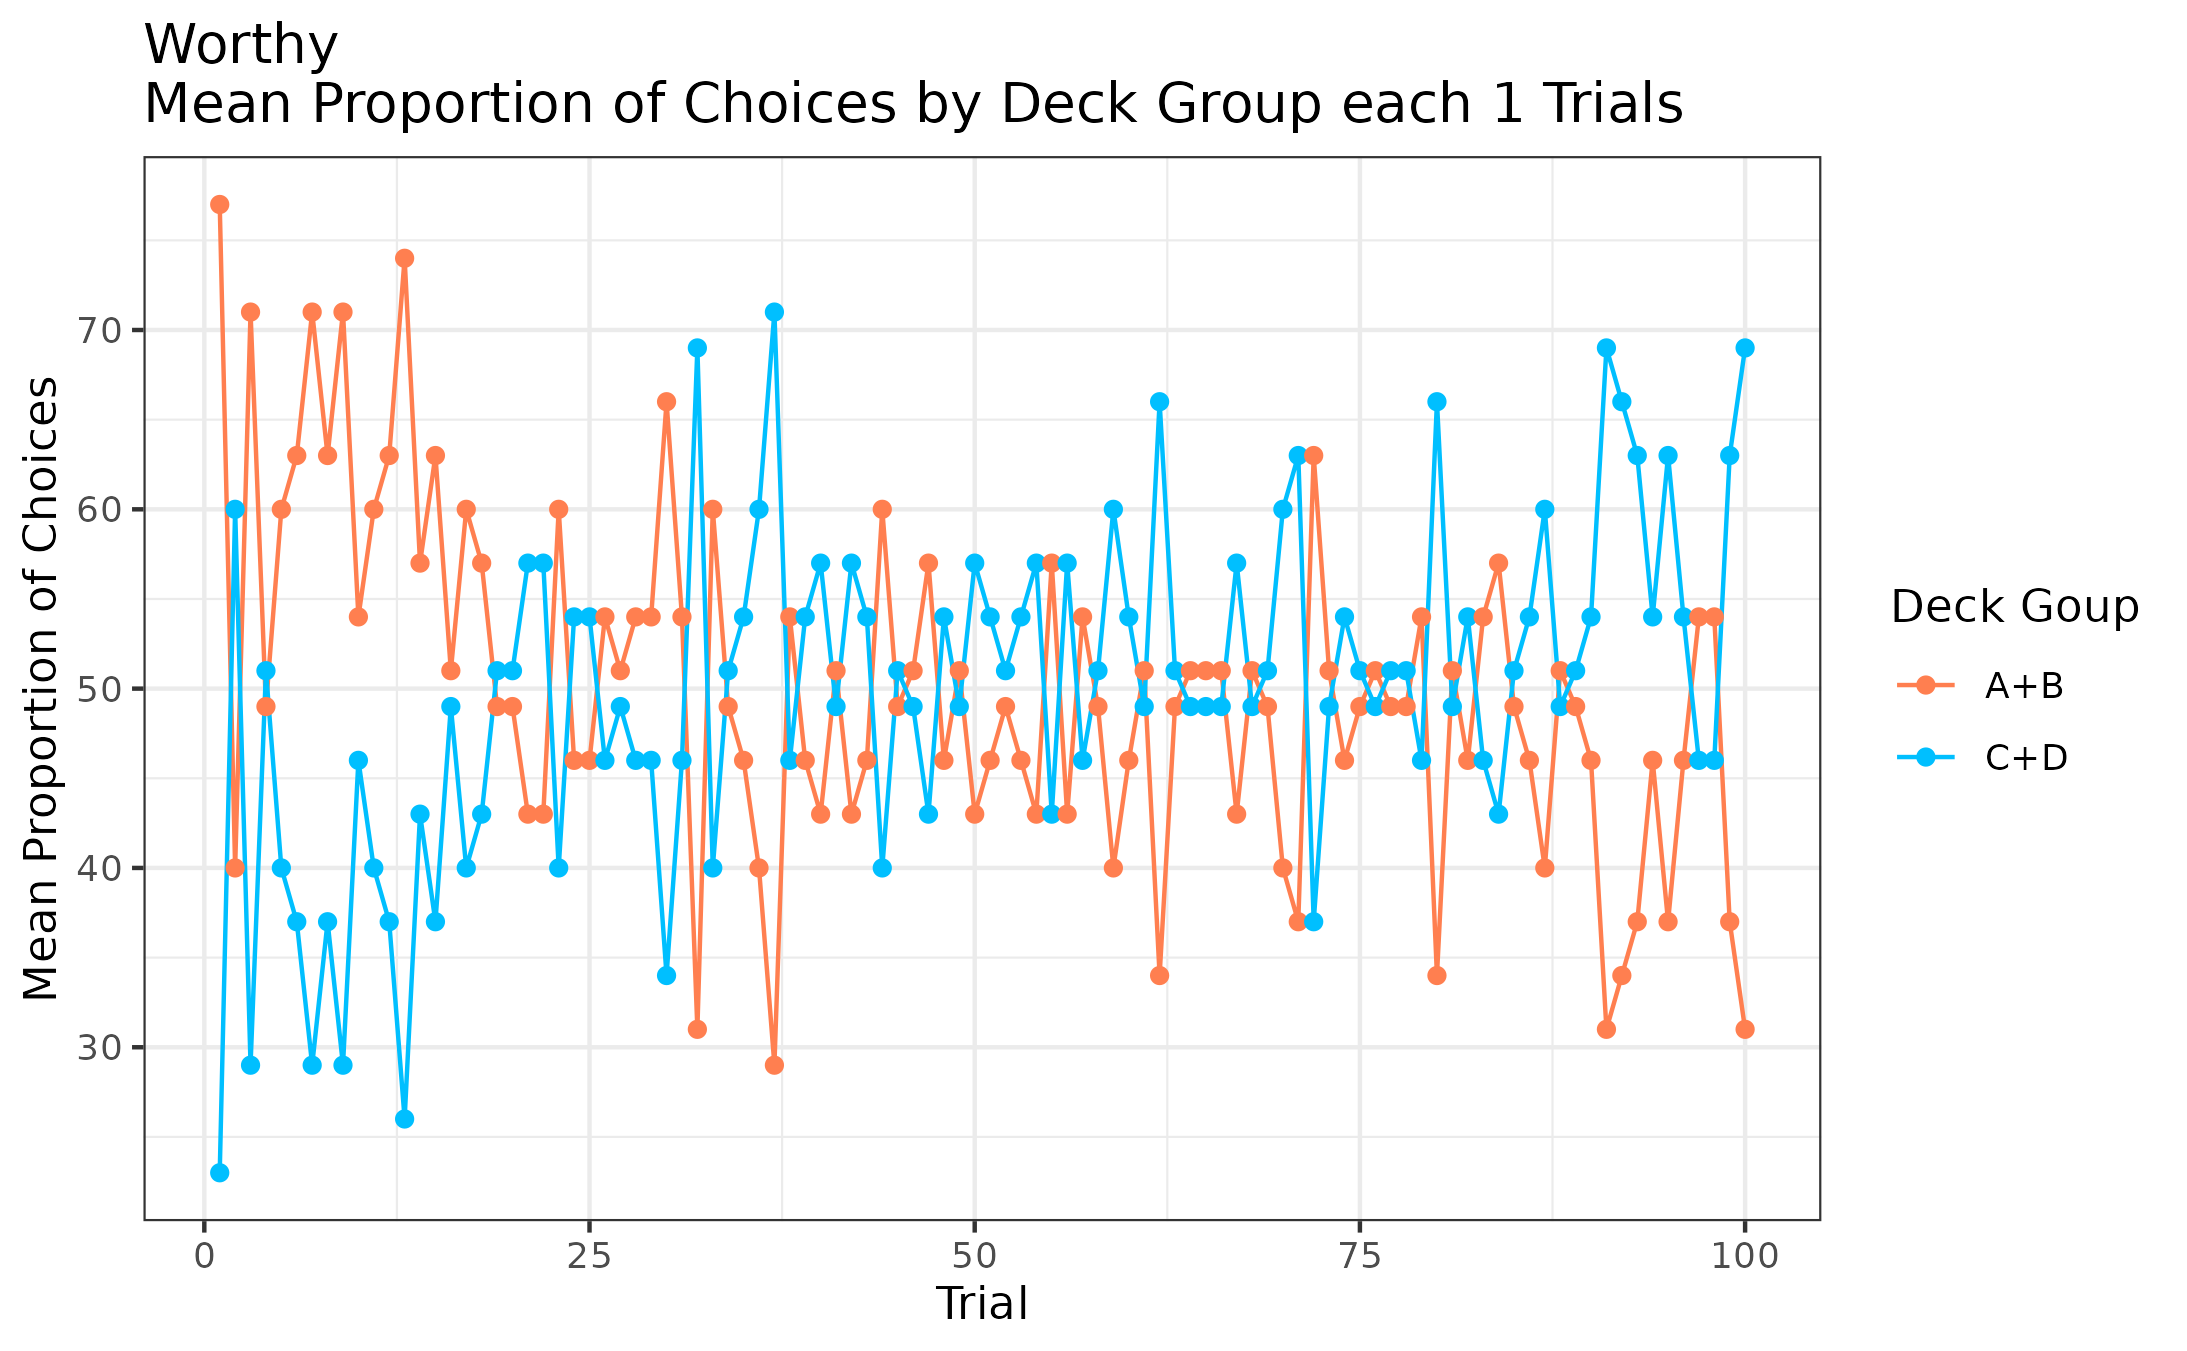 Worthy
Mean Proportion of Choices by Deck Group each 1 Trials
Mean Proportion of Choices
70
60
50
40
30
0 25 50 75 100
Trial
Deck Goup
A+B
C+D